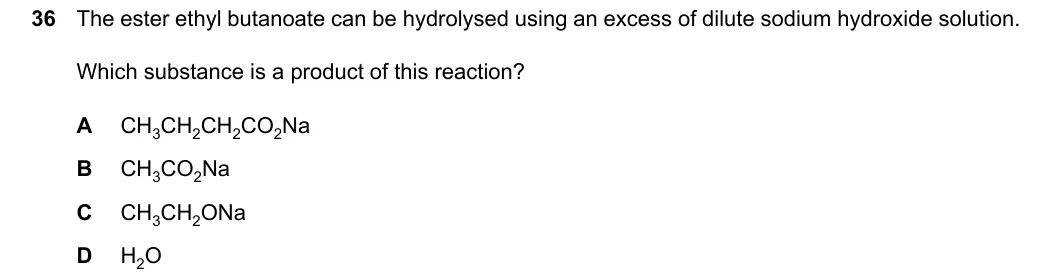 36 The ester ethyl butanoate can be hydrolysed using an excess of dilute sodium hydroxide solution.
Which substance is a product of this reaction?
A CH₃CH₂CH₂CO₂Na
B CH₃CO₂Na
C CH₃CH₂ONa
D H₂O